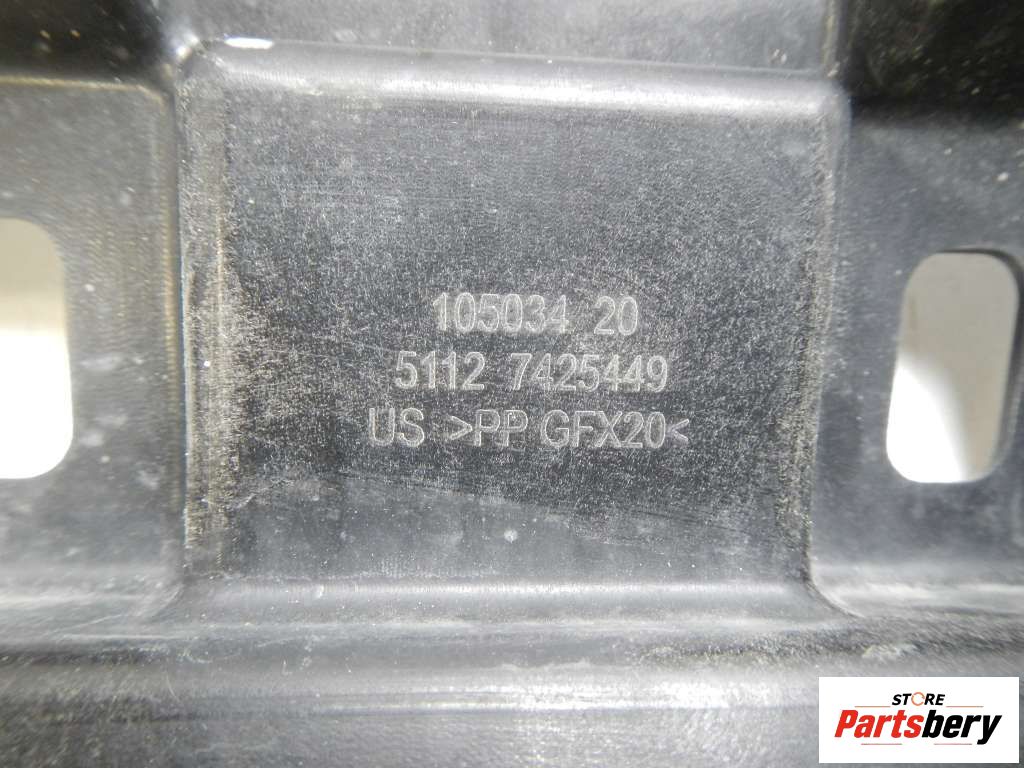 105034 20
5112 7425449
US >PP GFX20<
STORE
Partsbery